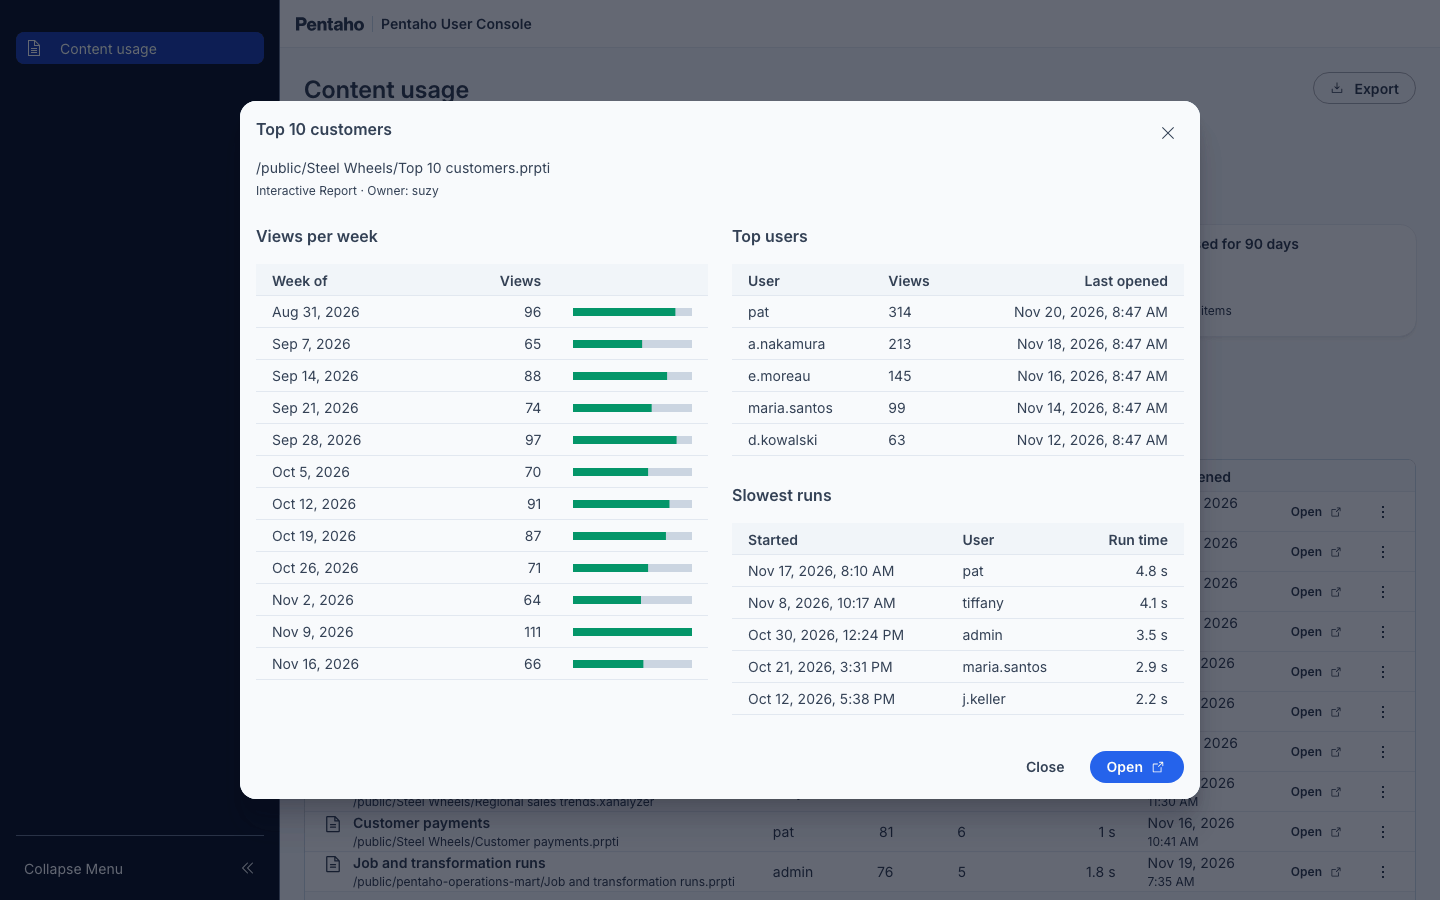 Content usage
Collapse Menu
Pentaho
Pentaho User Console
Content usage
Export
Top 10 customers
/public/Steel Wheels/Top 10 customers.prpti
Interactive Report · Owner: suzy
Views per week
Week of Views
Aug 31, 2026 96
Sep 7, 2026 65
Sep 14, 2026 88
Sep 21, 2026 74
Sep 28, 2026 97
Oct 5, 2026 70
Oct 12, 2026 91
Oct 19, 2026 87
Oct 26, 2026 71
Nov 2, 2026 64
Nov 9, 2026 111
Nov 16, 2026 66
Top users
User Views Last opened
pat 314 Nov 20, 2026, 8:47 AM
a.nakamura 213 Nov 18, 2026, 8:47 AM
e.moreau 145 Nov 16, 2026, 8:47 AM
maria.santos 99 Nov 14, 2026, 8:47 AM
d.kowalski 63 Nov 12, 2026, 8:47 AM
Slowest runs
Started User Run time
Nov 17, 2026, 8:10 AM pat 4.8 s
Nov 8, 2026, 10:17 AM tiffany 4.1 s
Oct 30, 2026, 12:24 PM admin 3.5 s
Oct 21, 2026, 3:31 PM maria.santos 2.9 s
Oct 12, 2026, 5:38 PM j.keller 2.2 s
Close
Open
for 90 days
items
2026 Open
2026 Open
2026 Open
2026 Open
2026 Open
2026 Open
2026 Open
2026 Open
/public/Steel Wheels/Regional sales trends.xanalyzer 11:30 AM
Customer payments pat 81 6 1 s Nov 16, 2026 Open
/public/Steel Wheels/Customer payments.prpti 10:41 AM
Job and transformation runs admin 76 5 1.8 s Nov 19, 2026 Open
/public/pentaho-operations-mart/Job and transformation runs.prpti 7:35 AM